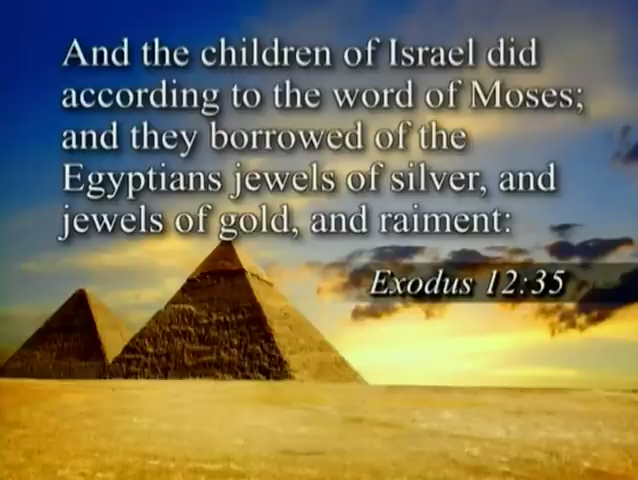 And the children of Israel did
according to the word of Moses;
and they borrowed of the
Egyptians jewels of silver, and
jewels of gold, and raiment:
Exodus 12:35